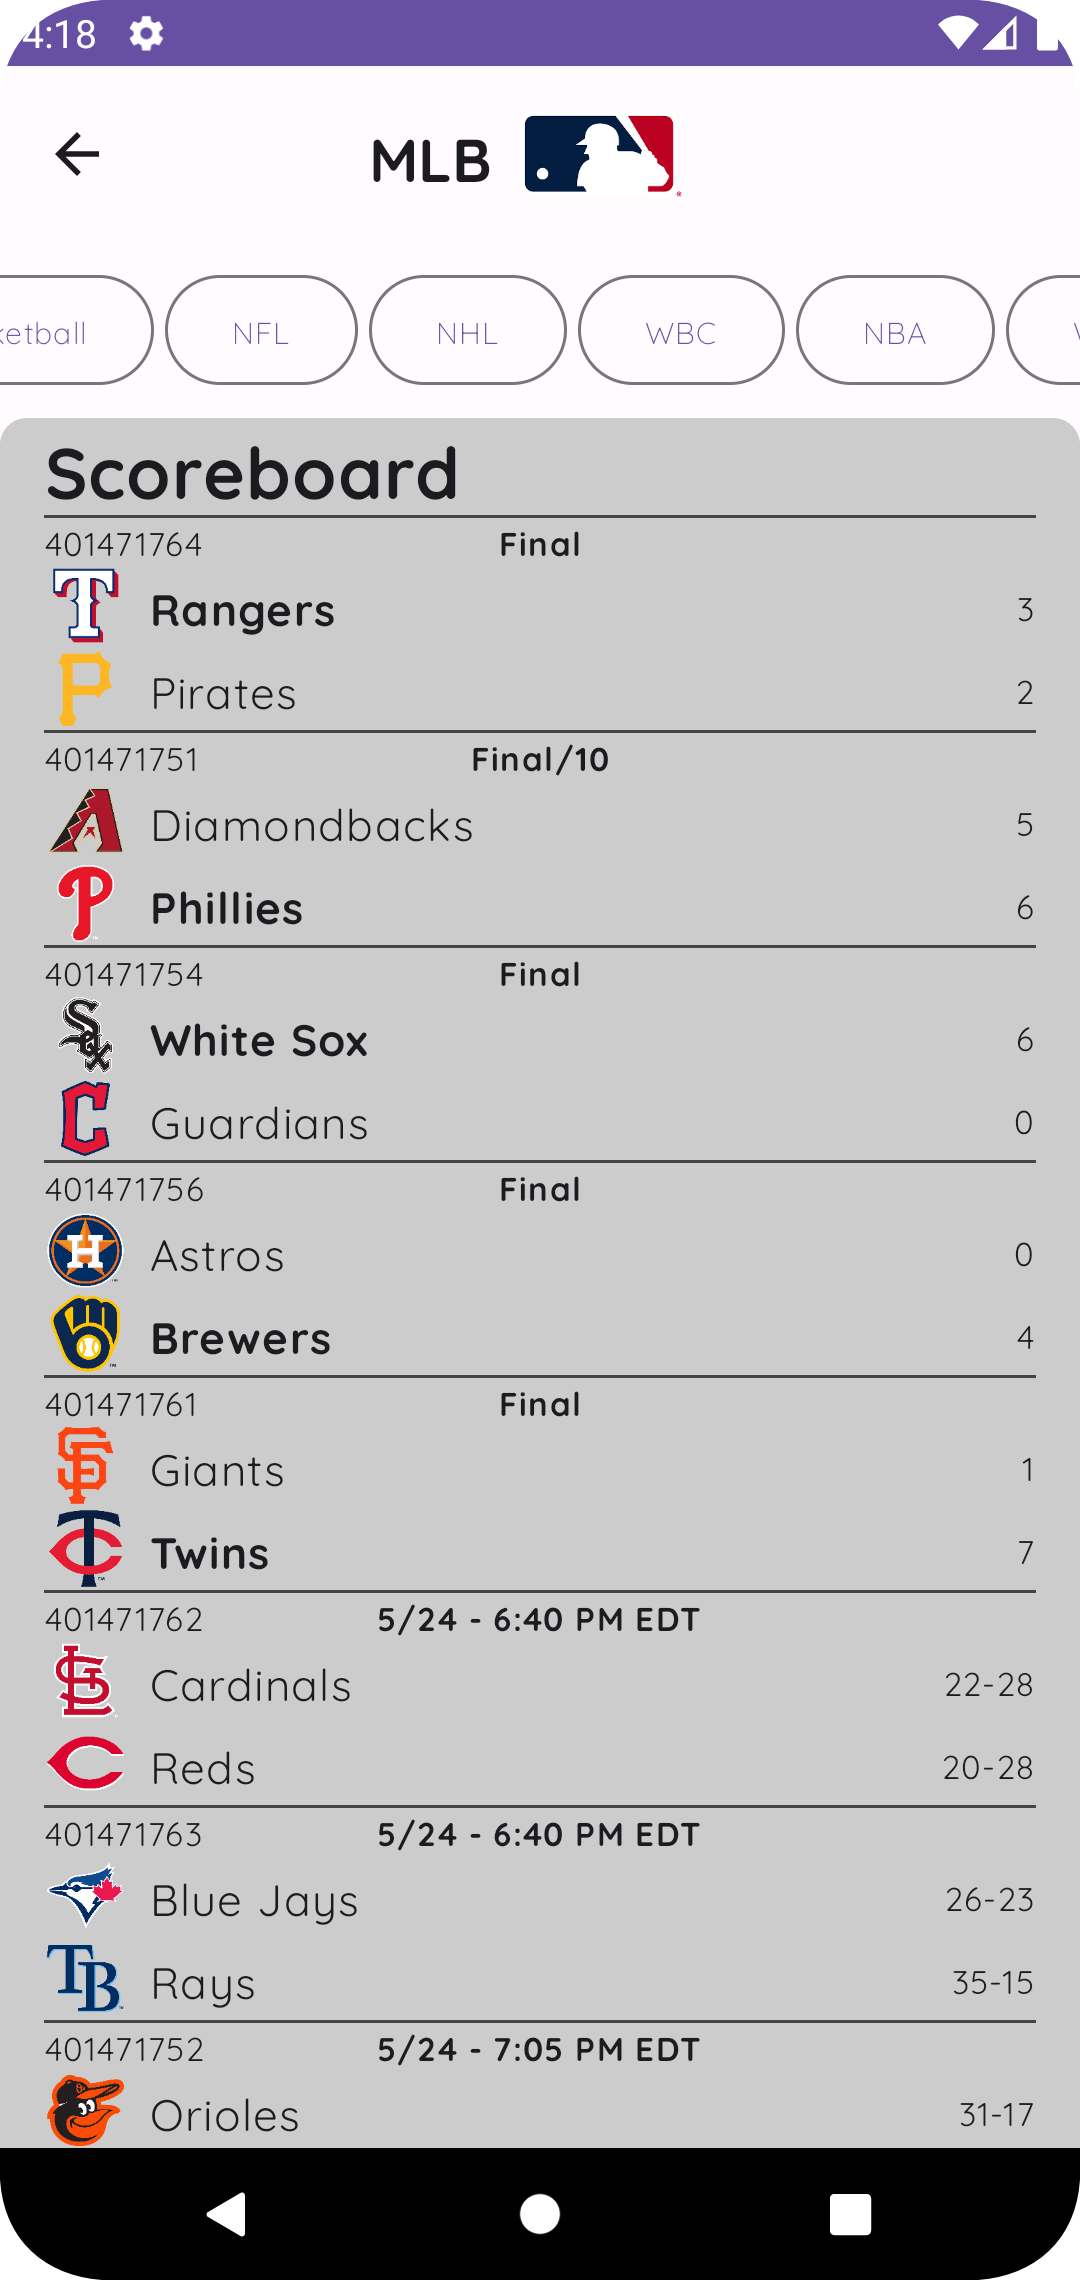 4:18
MLB
ketball NFL NHL WBC NBA
Scoreboard
401471764 Final
Rangers 3
Pirates 2
401471751 Final/10
Diamondbacks 5
Phillies 6
401471754 Final
White Sox 6
Guardians 0
401471756 Final
Astros 0
Brewers 4
401471761 Final
Giants 1
Twins 7
401471762 5/24 - 6:40 PM EDT
Cardinals 22-28
Reds 20-28
401471763 5/24 - 6:40 PM EDT
Blue Jays 26-23
Rays 35-15
401471752 5/24 - 7:05 PM EDT
Orioles 31-17